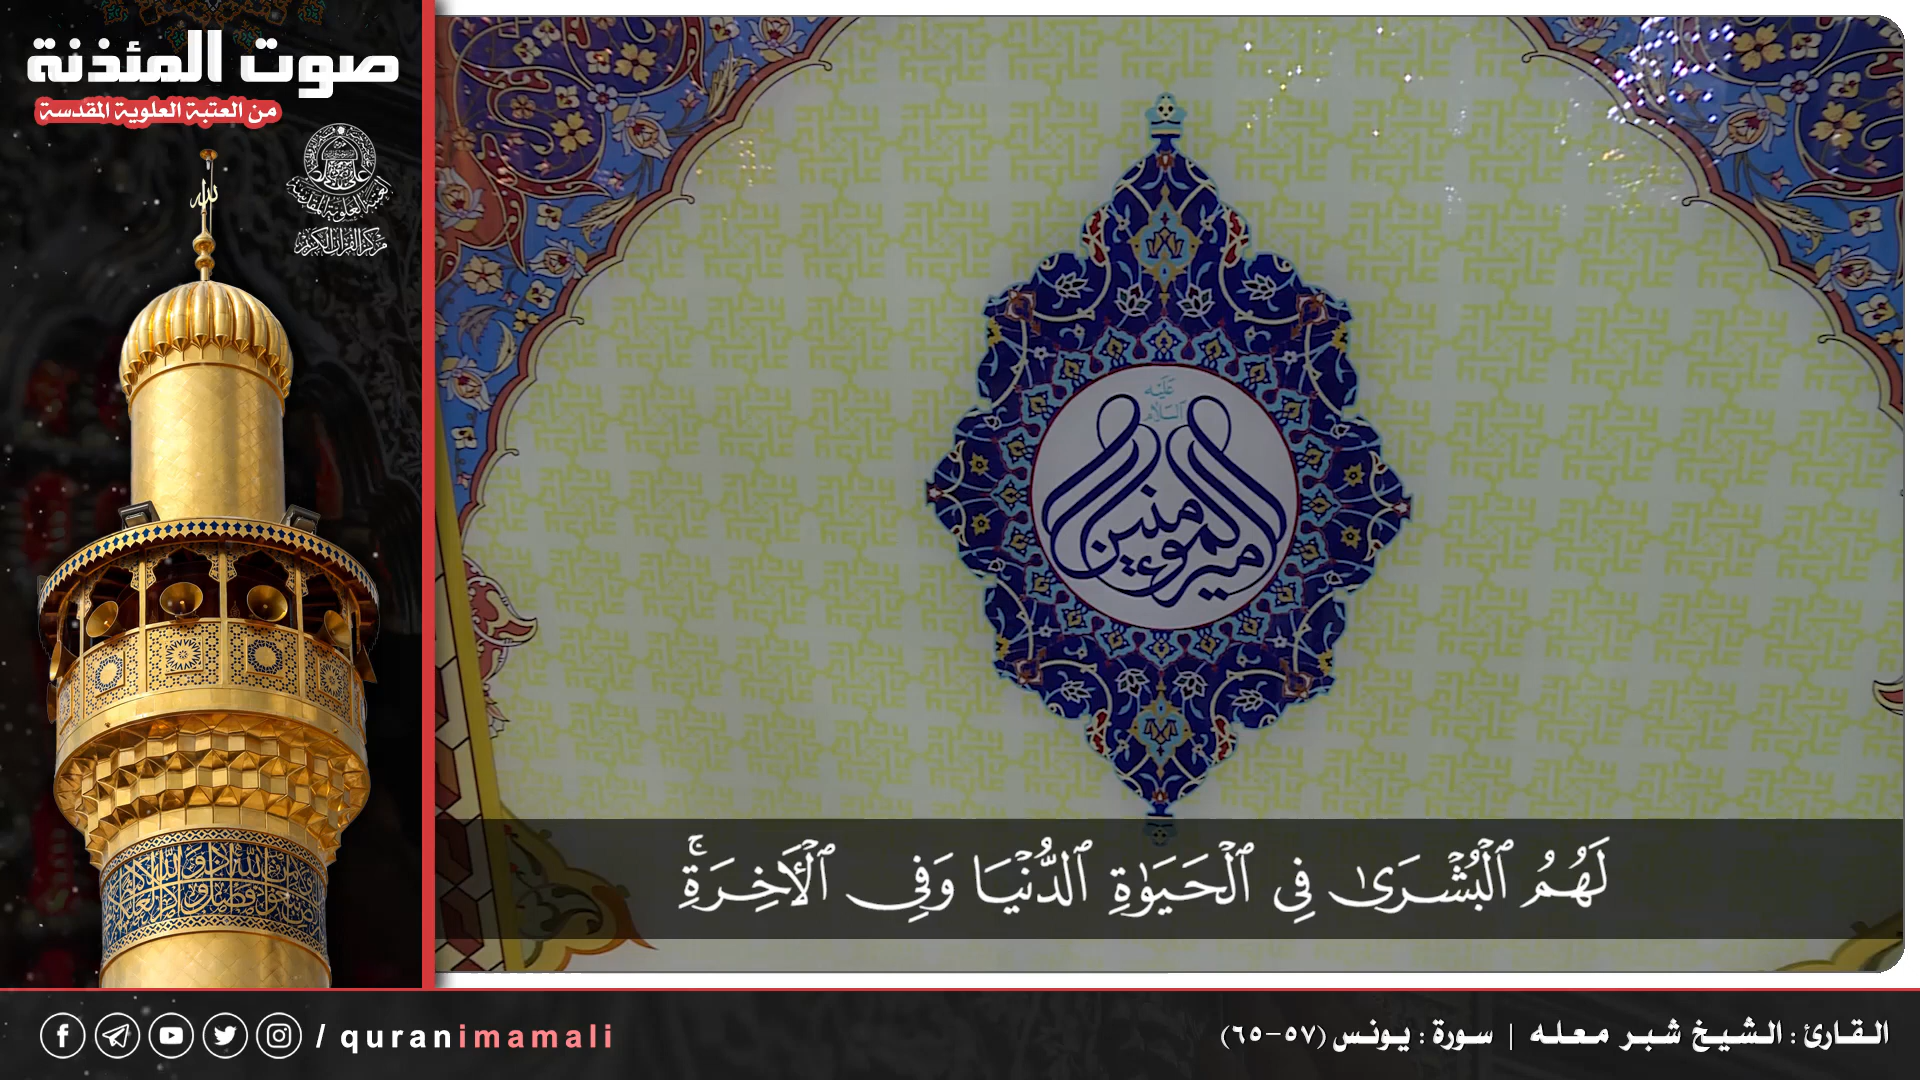 صوت المئذنة
من العتبة العلوية المقدسة
العتبة العلوية المقدسة
مركز القرآن الكريم
عليه السلام
أمير المؤمنين
لَهُمُ ٱلۡبُشۡرَىٰ فِي ٱلۡحَيَوٰةِ ٱلدُّنۡيَا وَفِي ٱلۡأٓخِرَةِۚ
القارئ : الشيخ شبر معله | سورة : يونس (٥٧-٦٥)
/ quranimamali